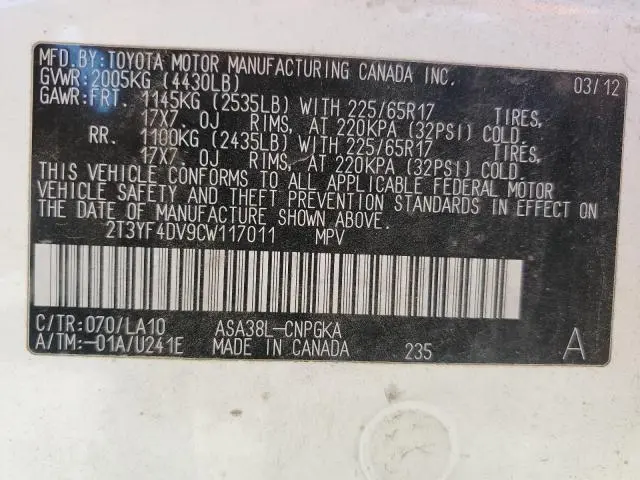 MFD.BY:TOYOTA MOTOR MANUFACTURING CANADA INC. 03/12
GVWR:2005KG (4430LB)
GAWR:FRT. 1145KG (2535LB) WITH 225/65R17 TIRES,
17X7 0J RIMS, AT 220KPA (32PSI) COLD.
RR. 1100KG (2435LB) WITH 225/65R17 TIRES,
17X7 0J RIMS, AT 220KPA (32PSI) COLD.
THIS VEHICLE CONFORMS TO ALL APPLICABLE FEDERAL MOTOR
VEHICLE SAFETY AND THEFT PREVENTION STANDARDS IN EFFECT ON
THE DATE OF MANUFACTURE SHOWN ABOVE.
2T3YF4DV9CW117011 MPV
C/TR:070/LA10 ASA38L-CNPGKA
A/TM:-01A/U241E MADE IN CANADA 235 A